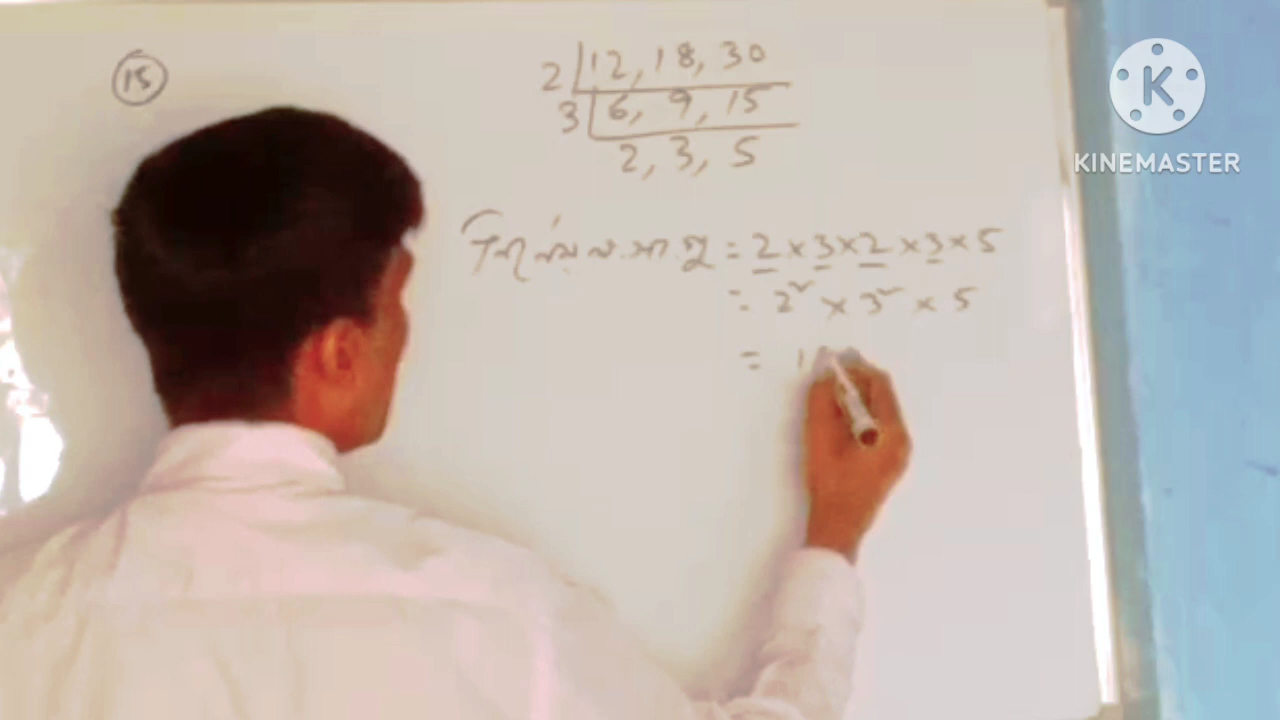 15
2 | 12, 18, 30
3 | 6, 9, 15
2, 3, 5
= 2 × 3 × 2 × 3 × 5
= 2² × 3² × 5
= 1
K
KINEMASTER